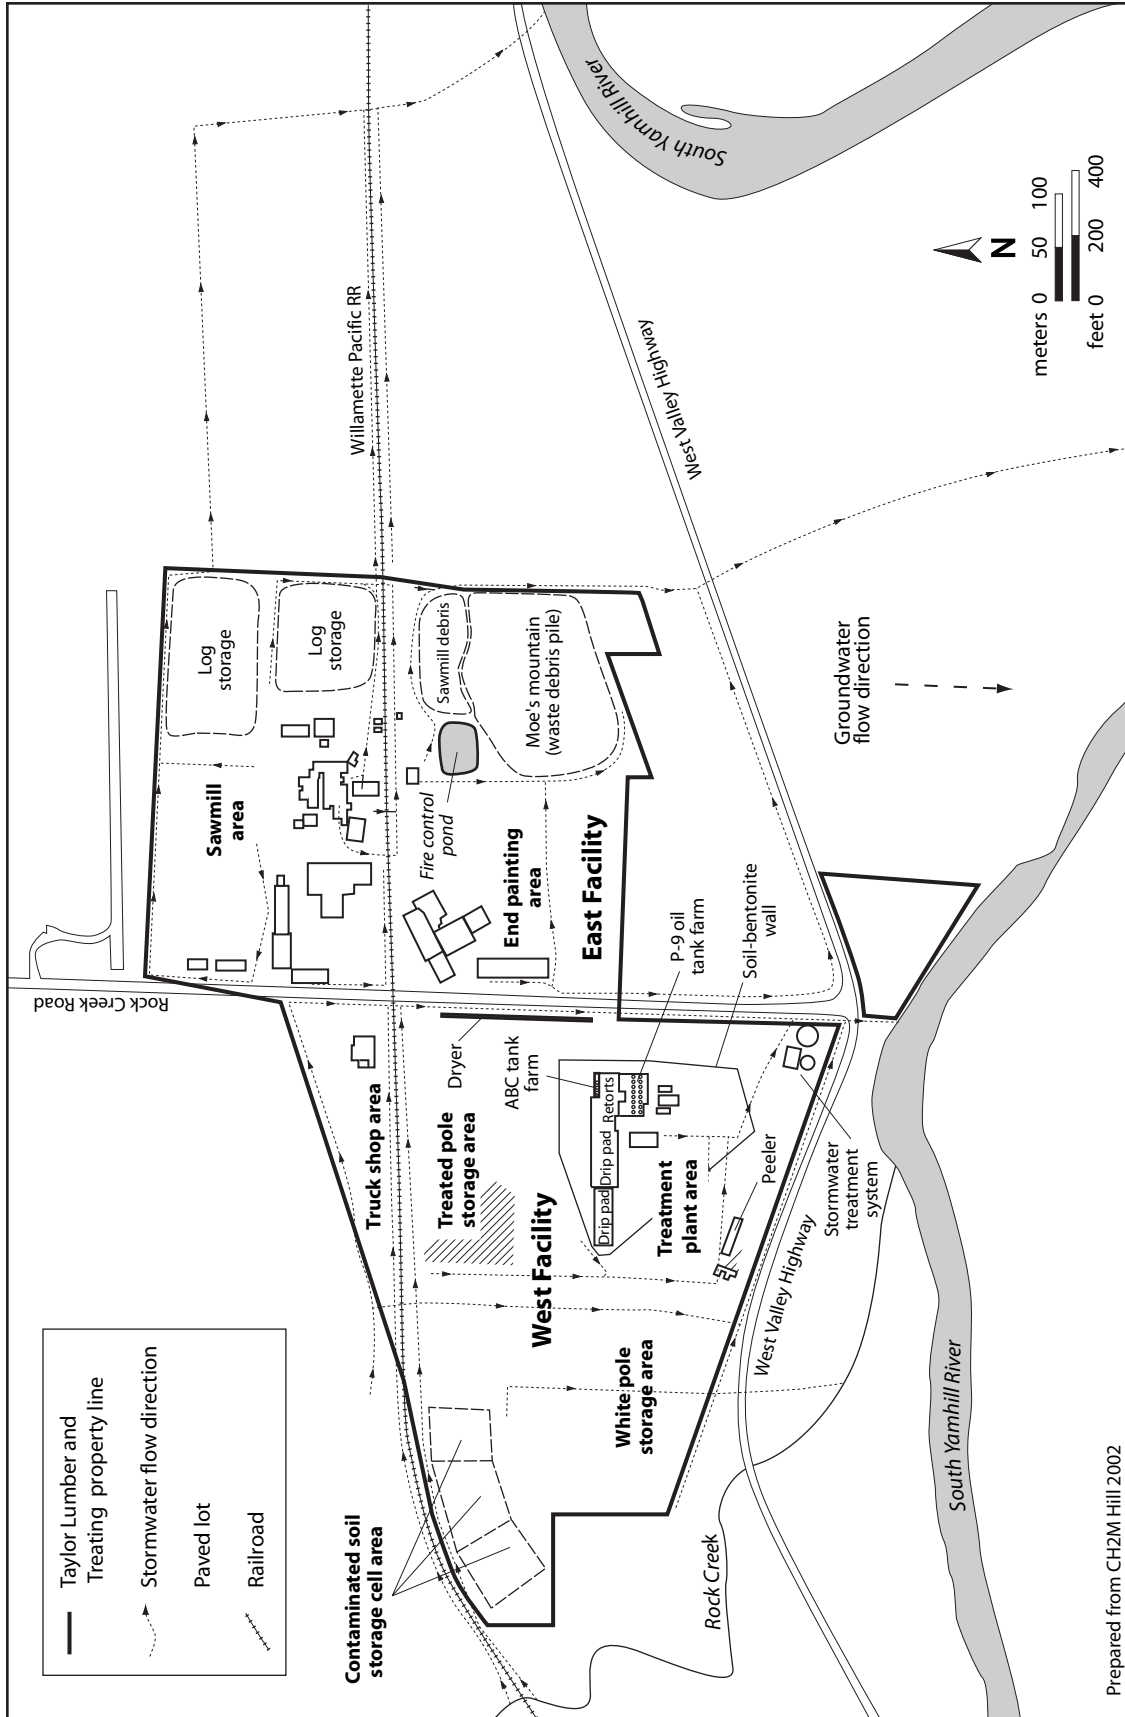 Taylor Lumber and
Treating property line
Stormwater flow direction
Paved lot
Railroad
Contaminated soil
storage cell area
Rock Creek
White pole
storage area
West Facility
Treated pole
storage area
Truck shop area
Dryer
ABC tank
farm
Drip pad
Drip pad
Retorts
Treatment
plant area
Peeler
Stormwater
treatment
system
West Valley Highway
South Yamhill River
Rock Creek Road
Sawmill
area
Log
storage
Log
storage
Sawmill debris
Moe's mountain
(waste debris pile)
Fire control
pond
End painting
area
East Facility
P-9 oil
tank farm
Soil-bentonite
wall
Groundwater
flow direction
Willamette Pacific RR
West Valley Highway
South Yamhill River
N
meters 0 50 100
feet 0 200 400
Prepared from CH2M Hill 2002